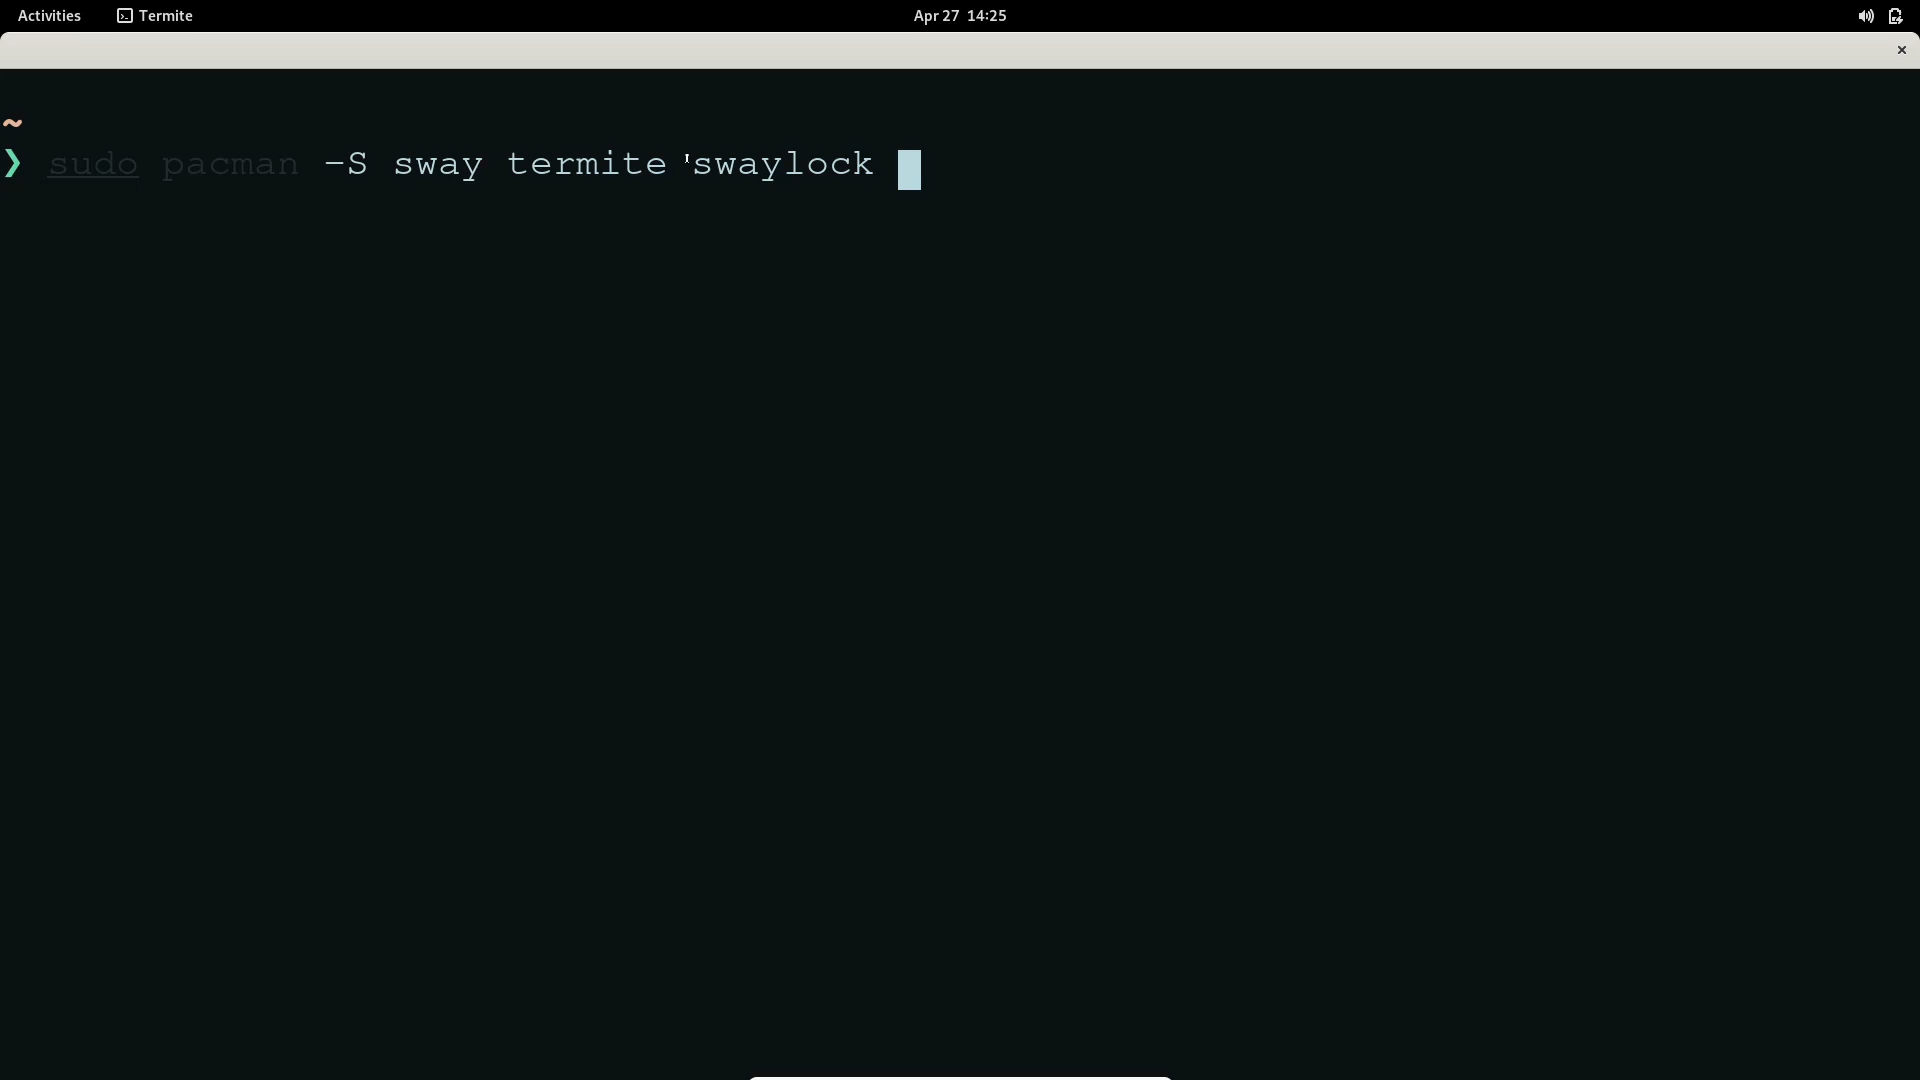 Activities Termite Apr 27 14:25
~
❯ sudo pacman -S sway termite swaylock